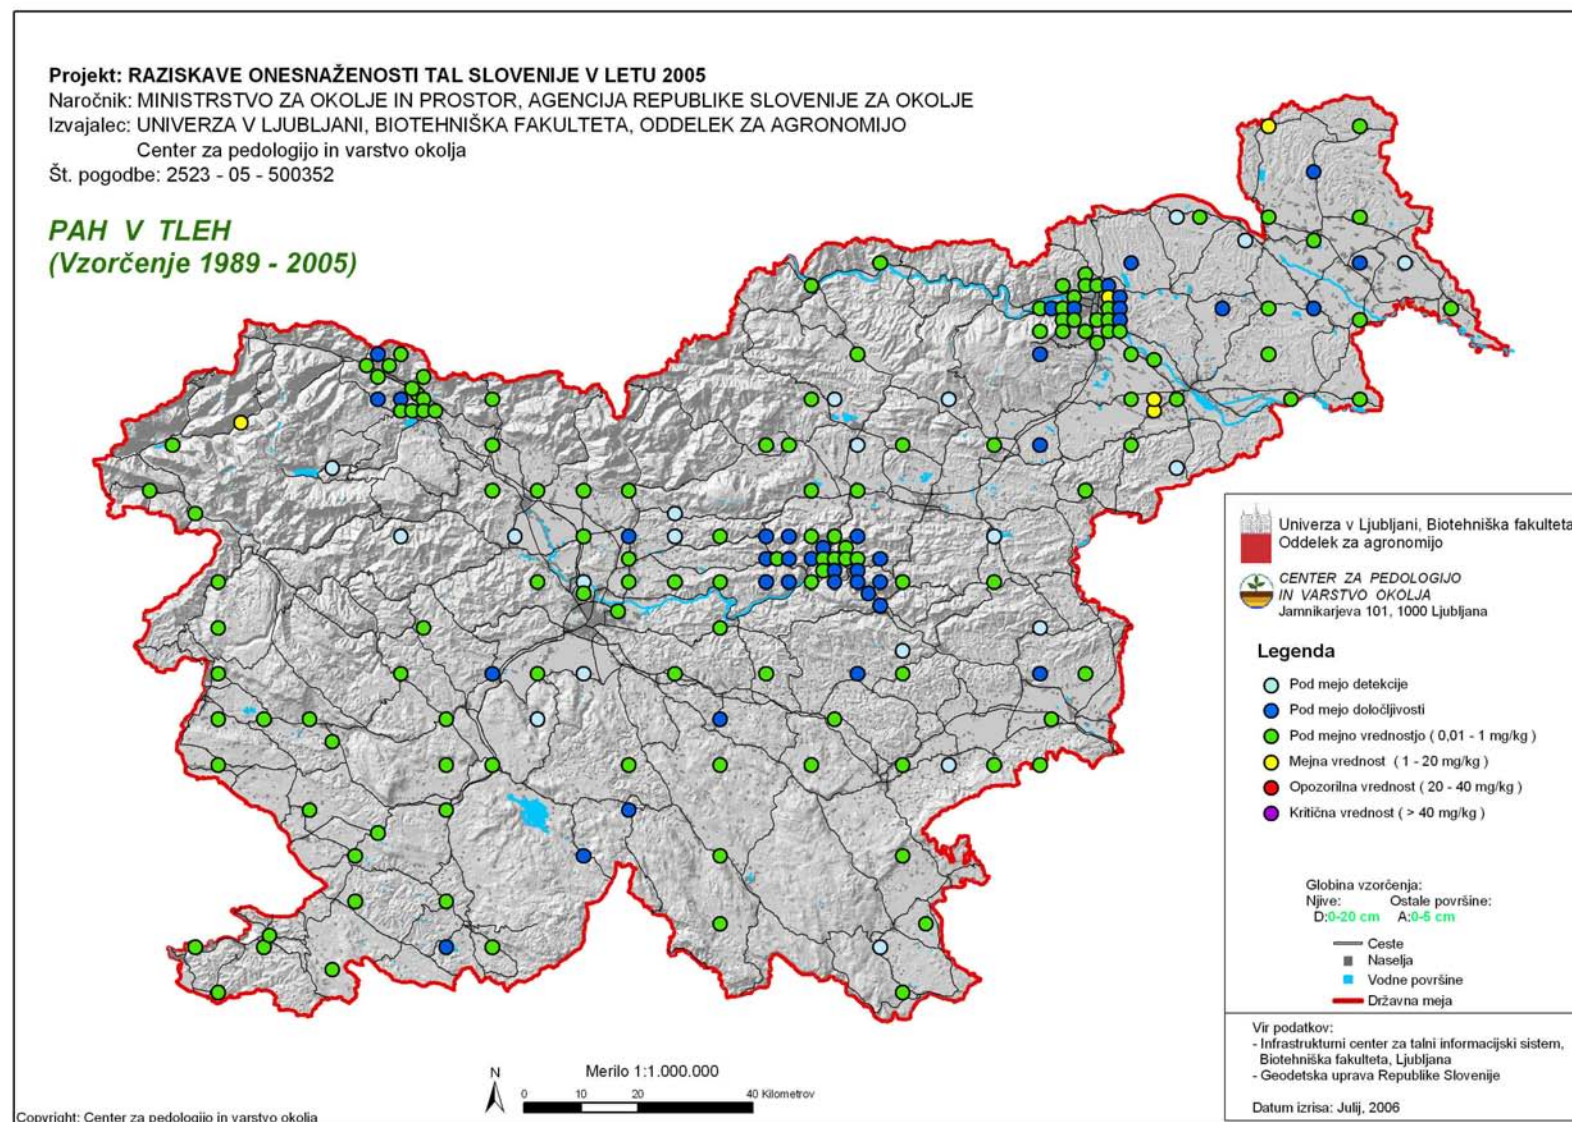 Projekt: RAZISKAVE ONESNAŽENOSTI TAL SLOVENIJE V LETU 2005
Naročnik: MINISTRSTVO ZA OKOLJE IN PROSTOR, AGENCIJA REPUBLIKE SLOVENIJE ZA OKOLJE
Izvajalec: UNIVERZA V LJUBLJANI, BIOTEHNIŠKA FAKULTETA, ODDELEK ZA AGRONOMIJO
Center za pedologijo in varstvo okolja
Št. pogodbe: 2523 - 05 - 500352
PAH V TLEH
(Vzorčenje 1989 - 2005)
Univerza v Ljubljani, Biotehniška fakulteta
Oddelek za agronomijo
CENTER ZA PEDOLOGIJO
IN VARSTVO OKOLJA
Jamnikarjeva 101, 1000 Ljubljana
Legenda
Pod mejo detekcije
Pod mejo določljivosti
Pod mejno vrednostjo ( 0,01 - 1 mg/kg )
Mejna vrednost ( 1 - 20 mg/kg )
Opozorilna vrednost ( 20 - 40 mg/kg )
Kritična vrednost ( > 40 mg/kg )
Globina vzorčenja:
Njive: Ostale površine:
D:0-20 cm A:0-5 cm
Ceste
Naselja
Vodne površine
Državna meja
Vir podatkov:
- Infrastrukturni center za talni informacijski sistem,
Biotehniška fakulteta, Ljubljana
- Geodetska uprava Republike Slovenije
Datum izrisa: Julij, 2006
N
Merilo 1:1.000.000
0 10 20 40 Kilometrov
Copyright: Center za pedologijo in varstvo okolja